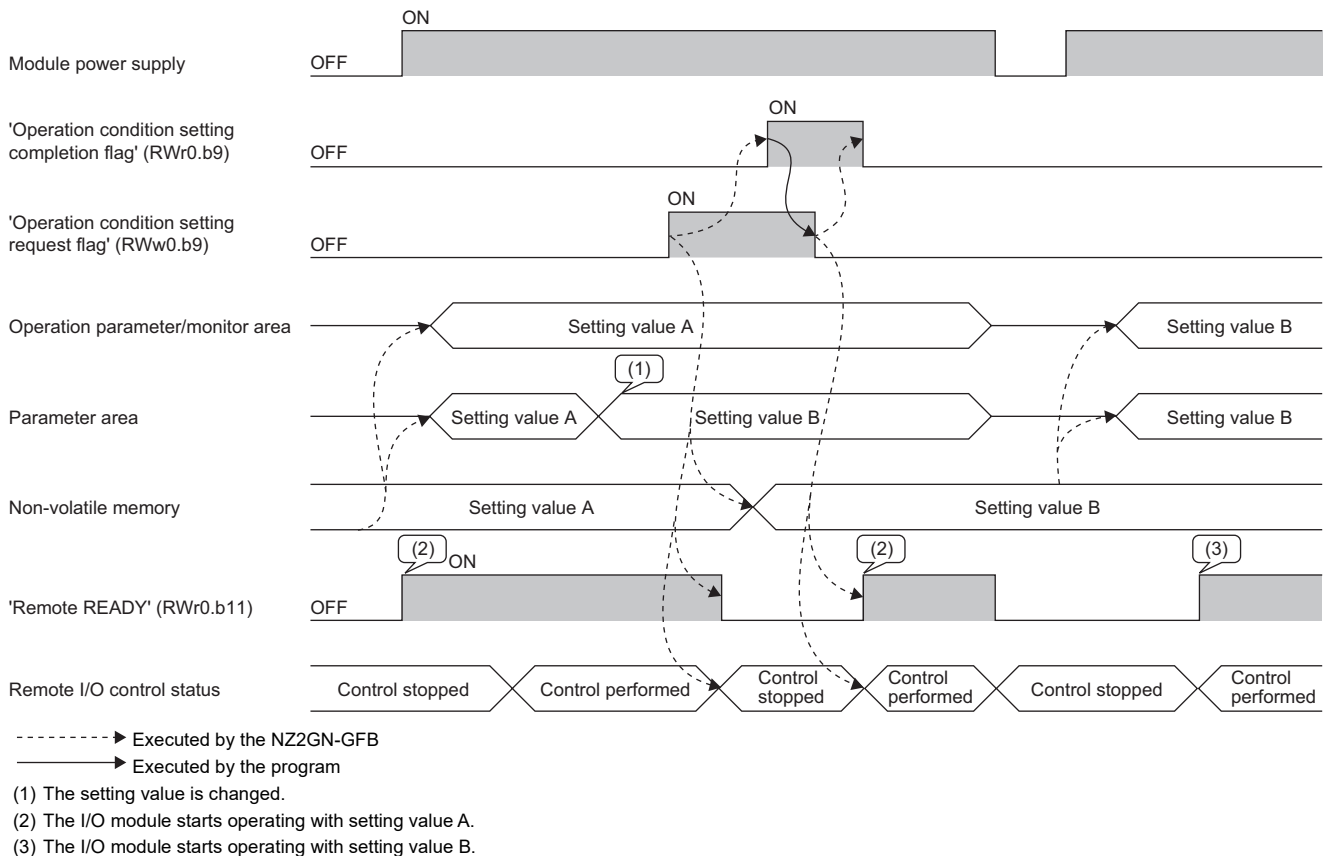 ON
Module power supply
OFF
ON
'Operation condition setting
completion flag' (RWr0.b9)
OFF
ON
'Operation condition setting
request flag' (RWw0.b9)
OFF
Operation parameter/monitor area
Setting value A
Setting value B
(1)
Parameter area
Setting value A
Setting value B
Setting value B
Non-volatile memory
Setting value A
Setting value B
(2)
ON
(2)
(3)
'Remote READY' (RWr0.b11)
OFF
Remote I/O control status
Control stopped
Control performed
Control
stopped
Control
performed
Control stopped
Control
performed
Executed by the NZ2GN-GFB
Executed by the program
(1) The setting value is changed.
(2) The I/O module starts operating with setting value A.
(3) The I/O module starts operating with setting value B.